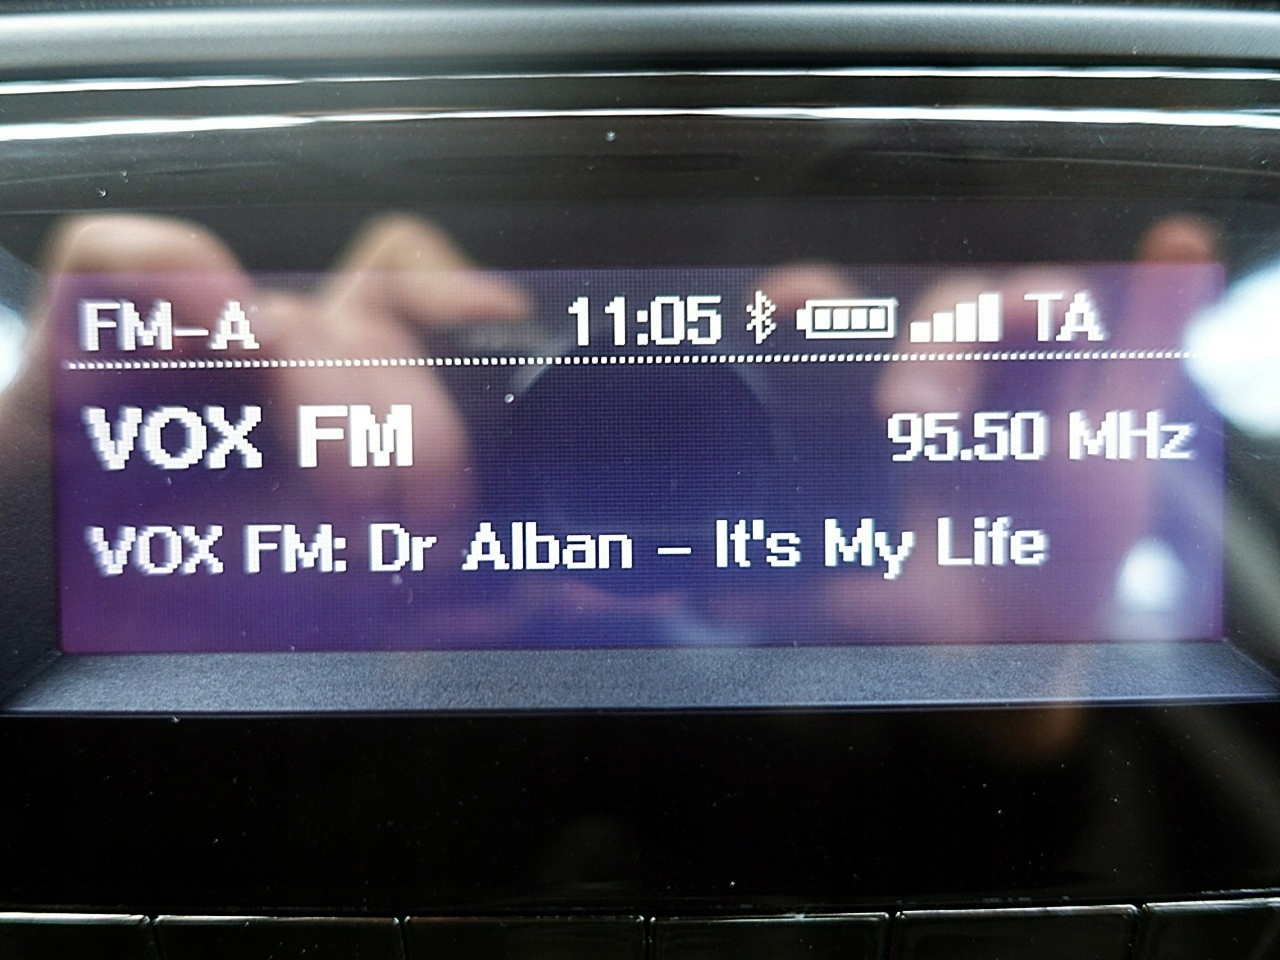 FM-A 11:05 TA
VOX FM 95.50 MHz
VOX FM: Dr Alban - It's My Life